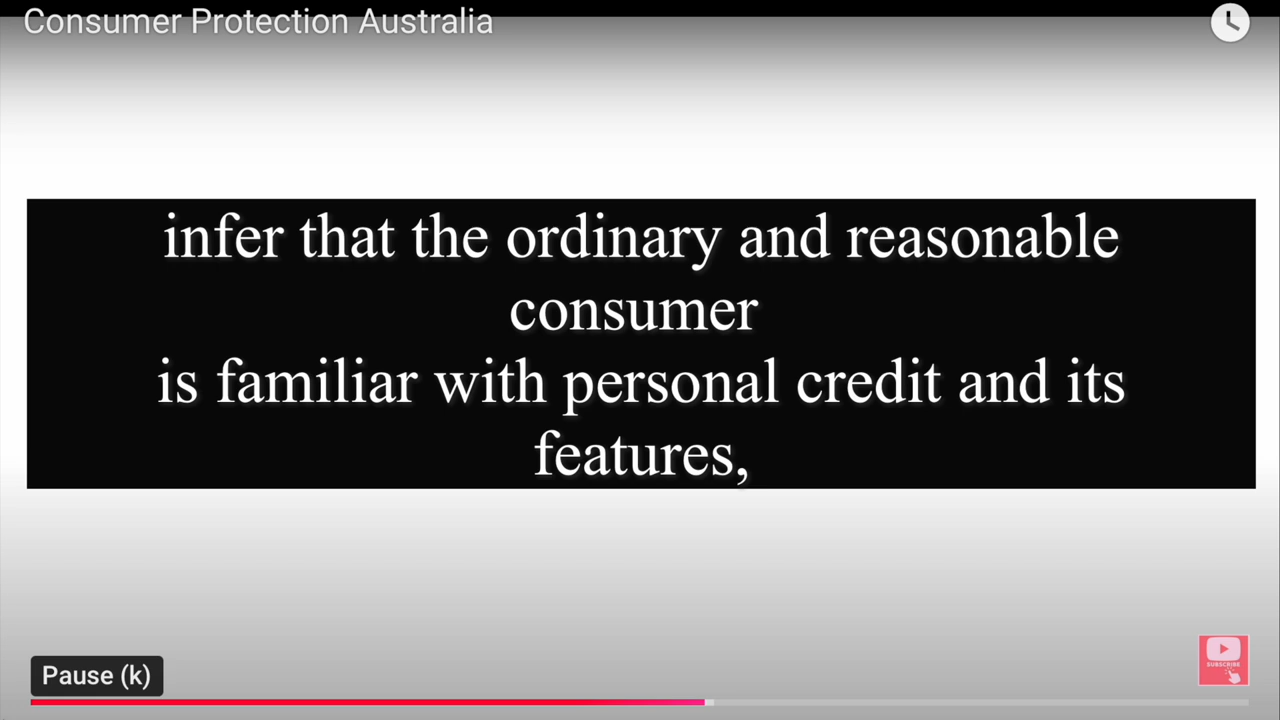 Consumer Protection Australia
infer that the ordinary and reasonable
consumer
is familiar with personal credit and its
features,
SUBSCRIBE
Pause (k)